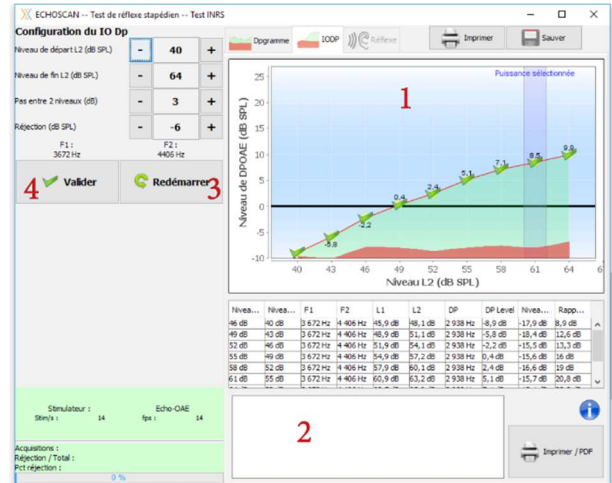 ECHOSCAN -- Test de réflexe stapédien -- Test INRS
Configuration du IO Dp
Niveau de départ L2 (dB SPL) - 40 +
Niveau de fin L2 (dB SPL) - 64 +
Pas entre 2 niveaux (dB) - 3 +
Réjection (dB SPL) - -6 +
F1 : F2 :
3672 Hz 4406 Hz
4 Valider Redémarrer 3
Stimulateur : Echo-OAE
Stim/s : 14 fps : 14
Acquisitions :
Réjection / Total :
Pct réjection :
0 %
Dpgramme IODP Réflexe Imprimer Sauver
Puissance sélectionnée
1
Niveau de DPOAE (dB SPL)
25
20
15
10
5
0
-5
-10
-5,8
-2,2
0,4
2,4
5,1
7,1
8,5
9,9
40 43 46 49 52 55 58 61 64 6
Niveau L2 (dB SPL)
Nivea... Nivea... F1 F2 L1 L2 DP DP Level Nivea... Rapp...
46 dB 40 dB 3 672 Hz 4 406 Hz 45,9 dB 48,1 dB 2 938 Hz -8,9 dB -17,9 dB 8,9 dB
49 dB 43 dB 3 672 Hz 4 406 Hz 48,9 dB 51,1 dB 2 938 Hz -5,8 dB -18,4 dB 12,6 dB
52 dB 46 dB 3 672 Hz 4 406 Hz 51,9 dB 54,1 dB 2 938 Hz -2,2 dB -15,5 dB 13,3 dB
55 dB 49 dB 3 672 Hz 4 406 Hz 54,9 dB 57,2 dB 2 938 Hz 0,4 dB -15,6 dB 16 dB
58 dB 52 dB 3 672 Hz 4 406 Hz 57,9 dB 60,1 dB 2 938 Hz 2,4 dB -16,6 dB 19 dB
61 dB 55 dB 3 672 Hz 4 406 Hz 60,9 dB 63,2 dB 2 938 Hz 5,1 dB -15,7 dB 20,8 dB
2
Imprimer / PDF